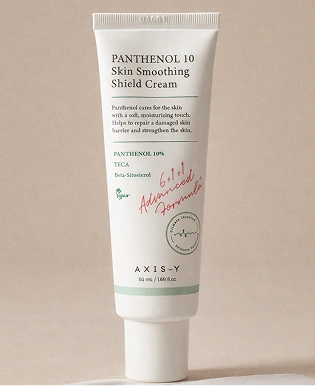 PANTHENOL 10
Skin Smoothing
Shield Cream
Panthenol cares for the skin
with a soft, moisturizing touch.
Helps to repair a damaged skin
barrier and strengthen the skin.
PANTHENOL 10%
TECA
Beta-Sitosterol
Vegan
6+1+1
Advanced
Formula
AXIS-Y
50 ml / 1.69 fl.oz.